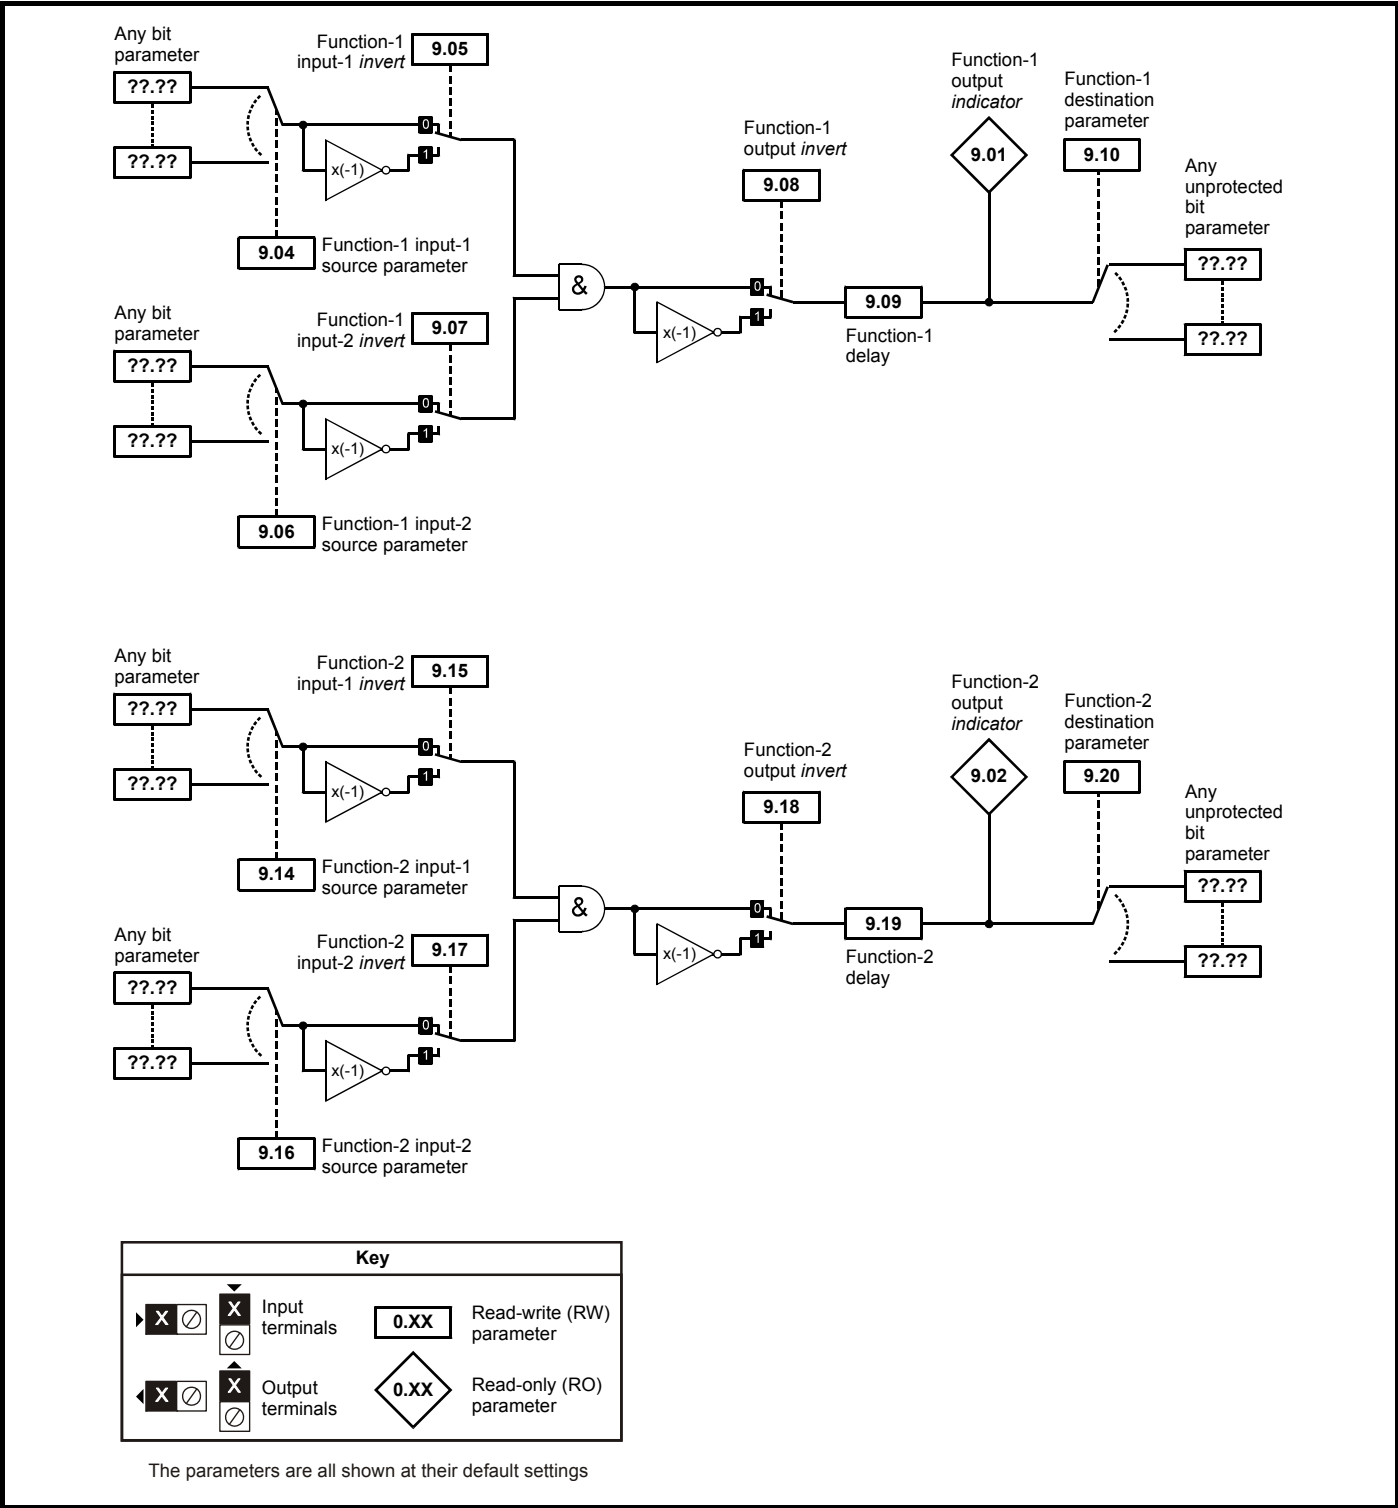 Any bit
parameter
??.??
??.??
Function-1
input-1 invert
9.05
0
1
x(-1)
9.04
Function-1 input-1
source parameter
Any bit
parameter
??.??
??.??
Function-1
input-2 invert
9.07
0
1
x(-1)
9.06
Function-1 input-2
source parameter
&
x(-1)
Function-1
output invert
9.08
0
1
9.09
Function-1
delay
Function-1
output
indicator
9.01
Function-1
destination
parameter
9.10
Any
unprotected
bit
parameter
??.??
??.??
Any bit
parameter
??.??
??.??
Function-2
input-1 invert
9.15
0
1
x(-1)
9.14
Function-2 input-1
source parameter
Any bit
parameter
??.??
??.??
Function-2
input-2 invert
9.17
0
1
x(-1)
9.16
Function-2 input-2
source parameter
&
x(-1)
Function-2
output invert
9.18
0
1
9.19
Function-2
delay
Function-2
output
indicator
9.02
Function-2
destination
parameter
9.20
Any
unprotected
bit
parameter
??.??
??.??
Key
X
X
Input
terminals
0.XX
Read-write (RW)
parameter
X
X
Output
terminals
0.XX
Read-only (RO)
parameter
The parameters are all shown at their default settings